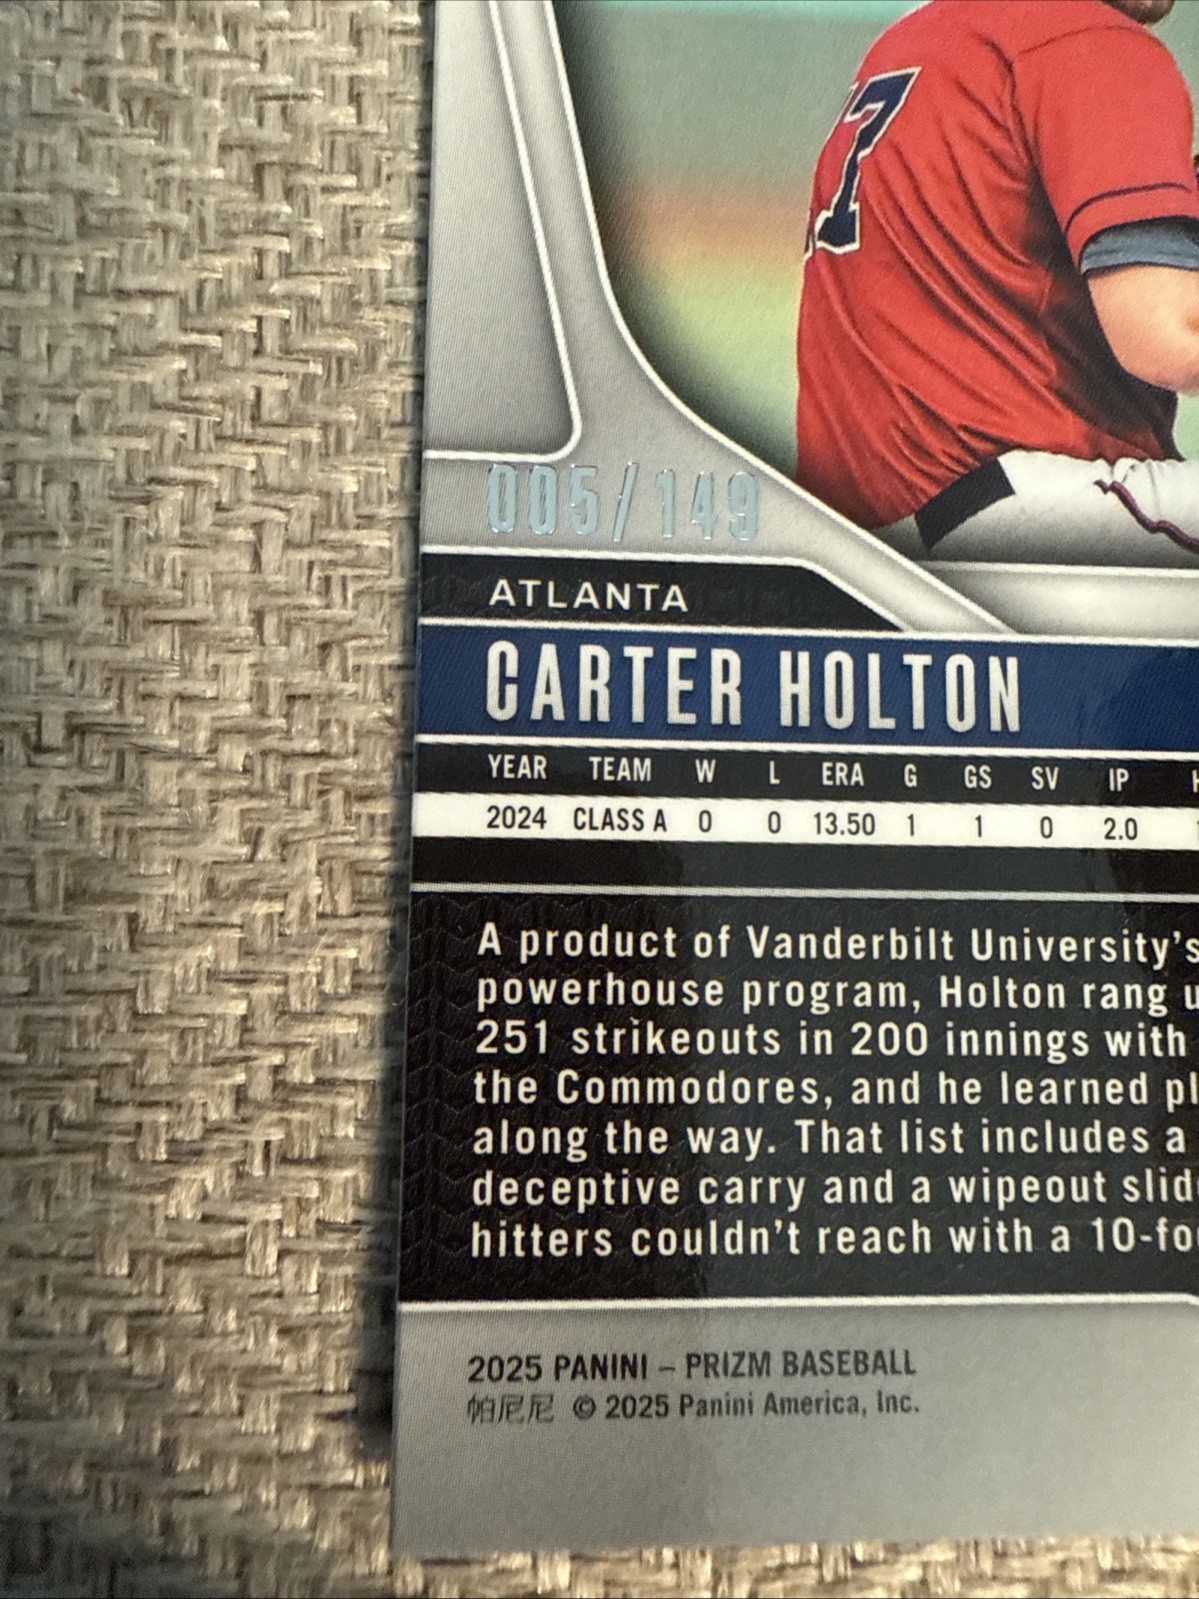 7
005/149
ATLANTA
CARTER HOLTON
YEAR TEAM W L ERA G GS SV IP
2024 CLASS A 0 0 13.50 1 1 0 2.0
A product of Vanderbilt University's
powerhouse program, Holton rang
251 strikeouts in 200 innings with
the Commodores, and he learned
along the way. That list includes a
deceptive carry and a wipeout
hitters couldn't reach with a
2025 PANINI – PRIZM BASEBALL
帕尼尼 © 2025 Panini America, Inc.